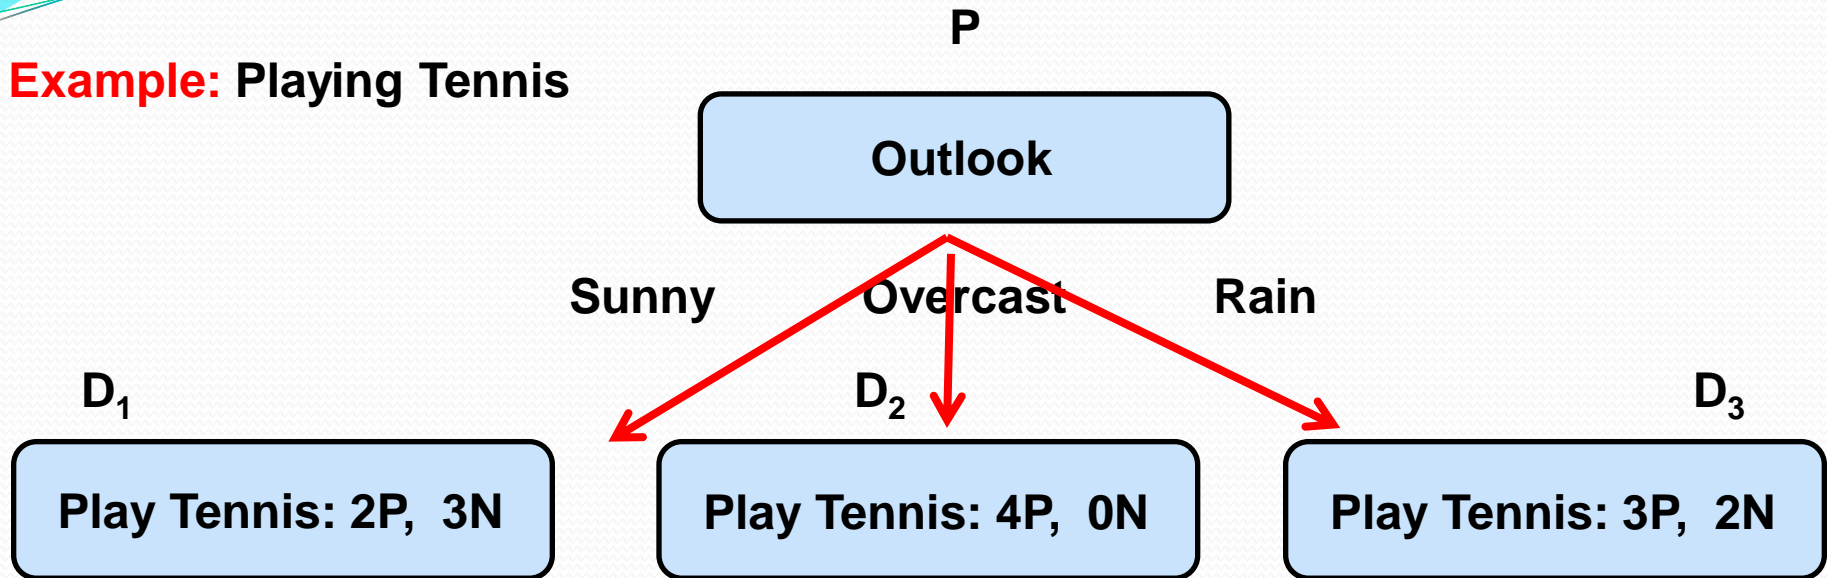 P
Example: Playing Tennis
Outlook
Sunny Overcast Rain
D₁ D₂ D₃
Play Tennis: 2P, 3N Play Tennis: 4P, 0N Play Tennis: 3P, 2N